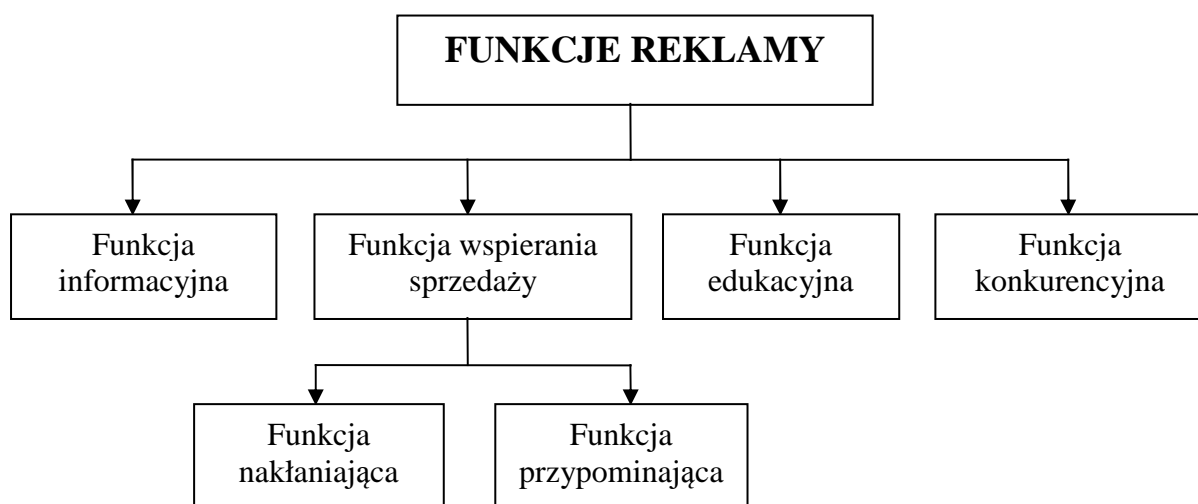 FUNKCJE REKLAMY
Funkcja
informacyjna
Funkcja wspierania
sprzedaży
Funkcja
edukacyjna
Funkcja
konkurencyjna
Funkcja
nakłaniająca
Funkcja
przypominająca